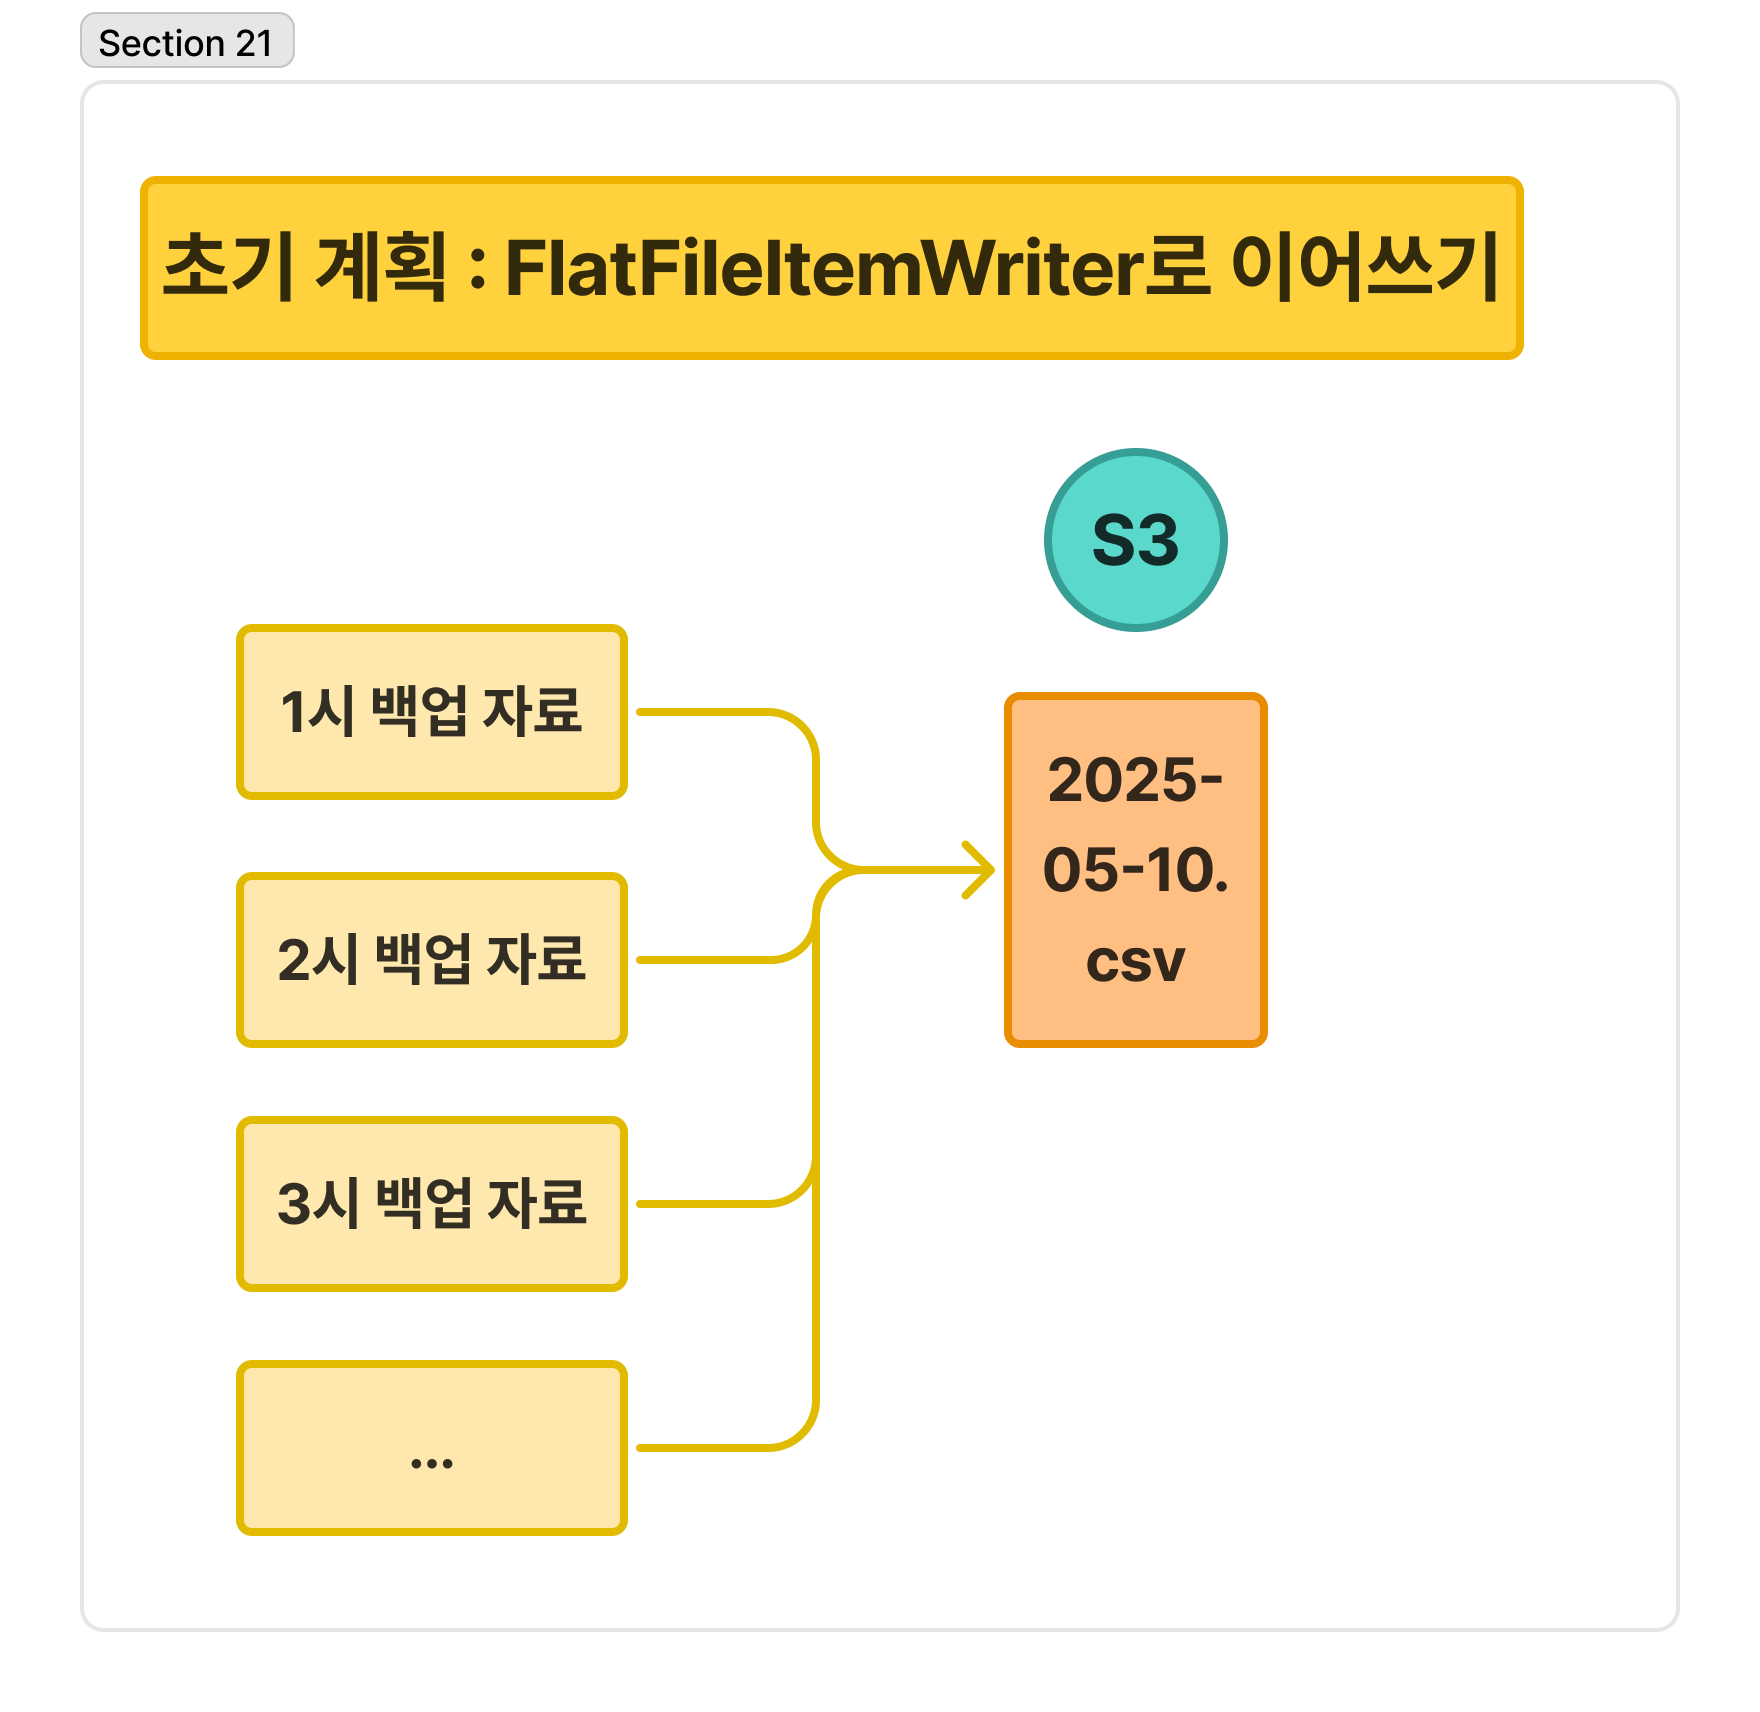 Section 21
초기 계획 : FlatFileItemWriter로 이어쓰기
S3
1시 백업 자료
2025-
05-10.
csv
2시 백업 자료
3시 백업 자료
...